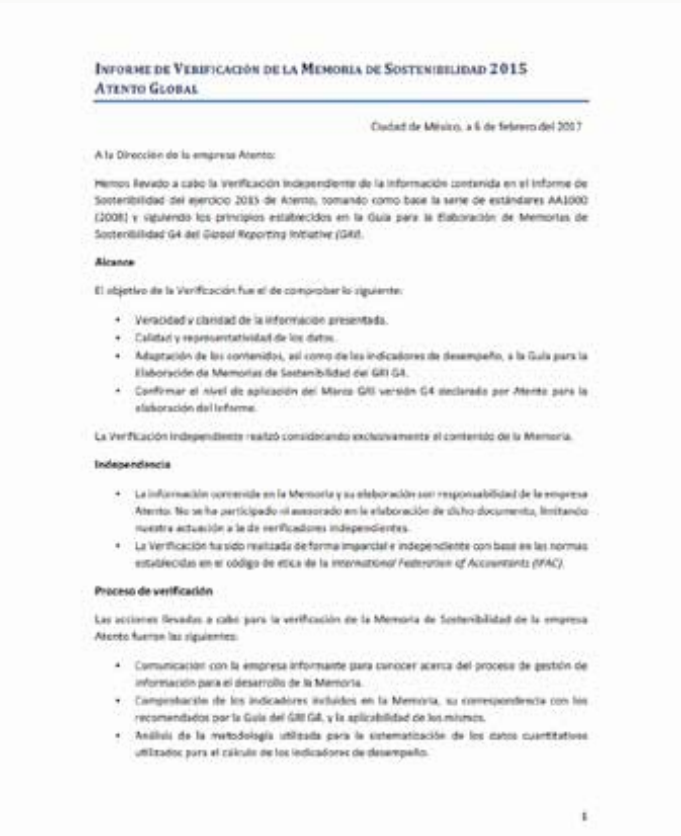 INFORME DE VERIFICACIÓN DE LA MEMORIA DE SOSTENIBILIDAD 2015
ATENTO GLOBAL
Ciudad de México, a 6 de febrero del 2017
A la Dirección de la empresa Atento:
Hemos llevado a cabo la Verificación Independiente de la información contenida en el Informe de
Sostenibilidad del ejercicio 2015 de Atento, tomando como base la serie de estándares AA1000
(2008) y siguiendo los principios establecidos en la Guía para la Elaboración de Memorias de
Sostenibilidad G4 del Global Reporting Initiative (GRI).
Alcance
El objetivo de la Verificación fue el de comprobar lo siguiente:
• Veracidad y claridad de la información presentada.
• Calidad y representatividad de los datos.
• Adaptación de los contenidos, así como de los indicadores de desempeño, a la Guía para la
Elaboración de Memorias de Sostenibilidad del GRI G4.
• Confirmar el nivel de aplicación del Marco GRI versión G4 declarado por Atento para la
elaboración del Informe.
La Verificación Independiente realizó considerando exclusivamente el contenido de la Memoria.
Independencia
• La información contenida en la Memoria y su elaboración son responsabilidad de la empresa
Atento. No se ha participado ni asesorado en la elaboración de dicho documento, limitando
nuestra actuación a la de verificadores independientes.
• La Verificación ha sido realizada de forma imparcial e independiente con base en las normas
establecidas en el código de ética de la International Federation of Accountants (IFAC).
Proceso de verificación
Las acciones llevadas a cabo para la verificación de la Memoria de Sostenibilidad de la empresa
Atento fueron las siguientes:
• Comunicación con la empresa informante para conocer acerca del proceso de gestión de
información para el desarrollo de la Memoria.
• Comprobación de los indicadores incluidos en la Memoria, su correspondencia con los
recomendados por la Guía del GRI G4, y la aplicabilidad de los mismos.
• Análisis de la metodología utilizada para la sistematización de los datos cuantitativos
utilizados para el cálculo de los indicadores de desempeño.
1